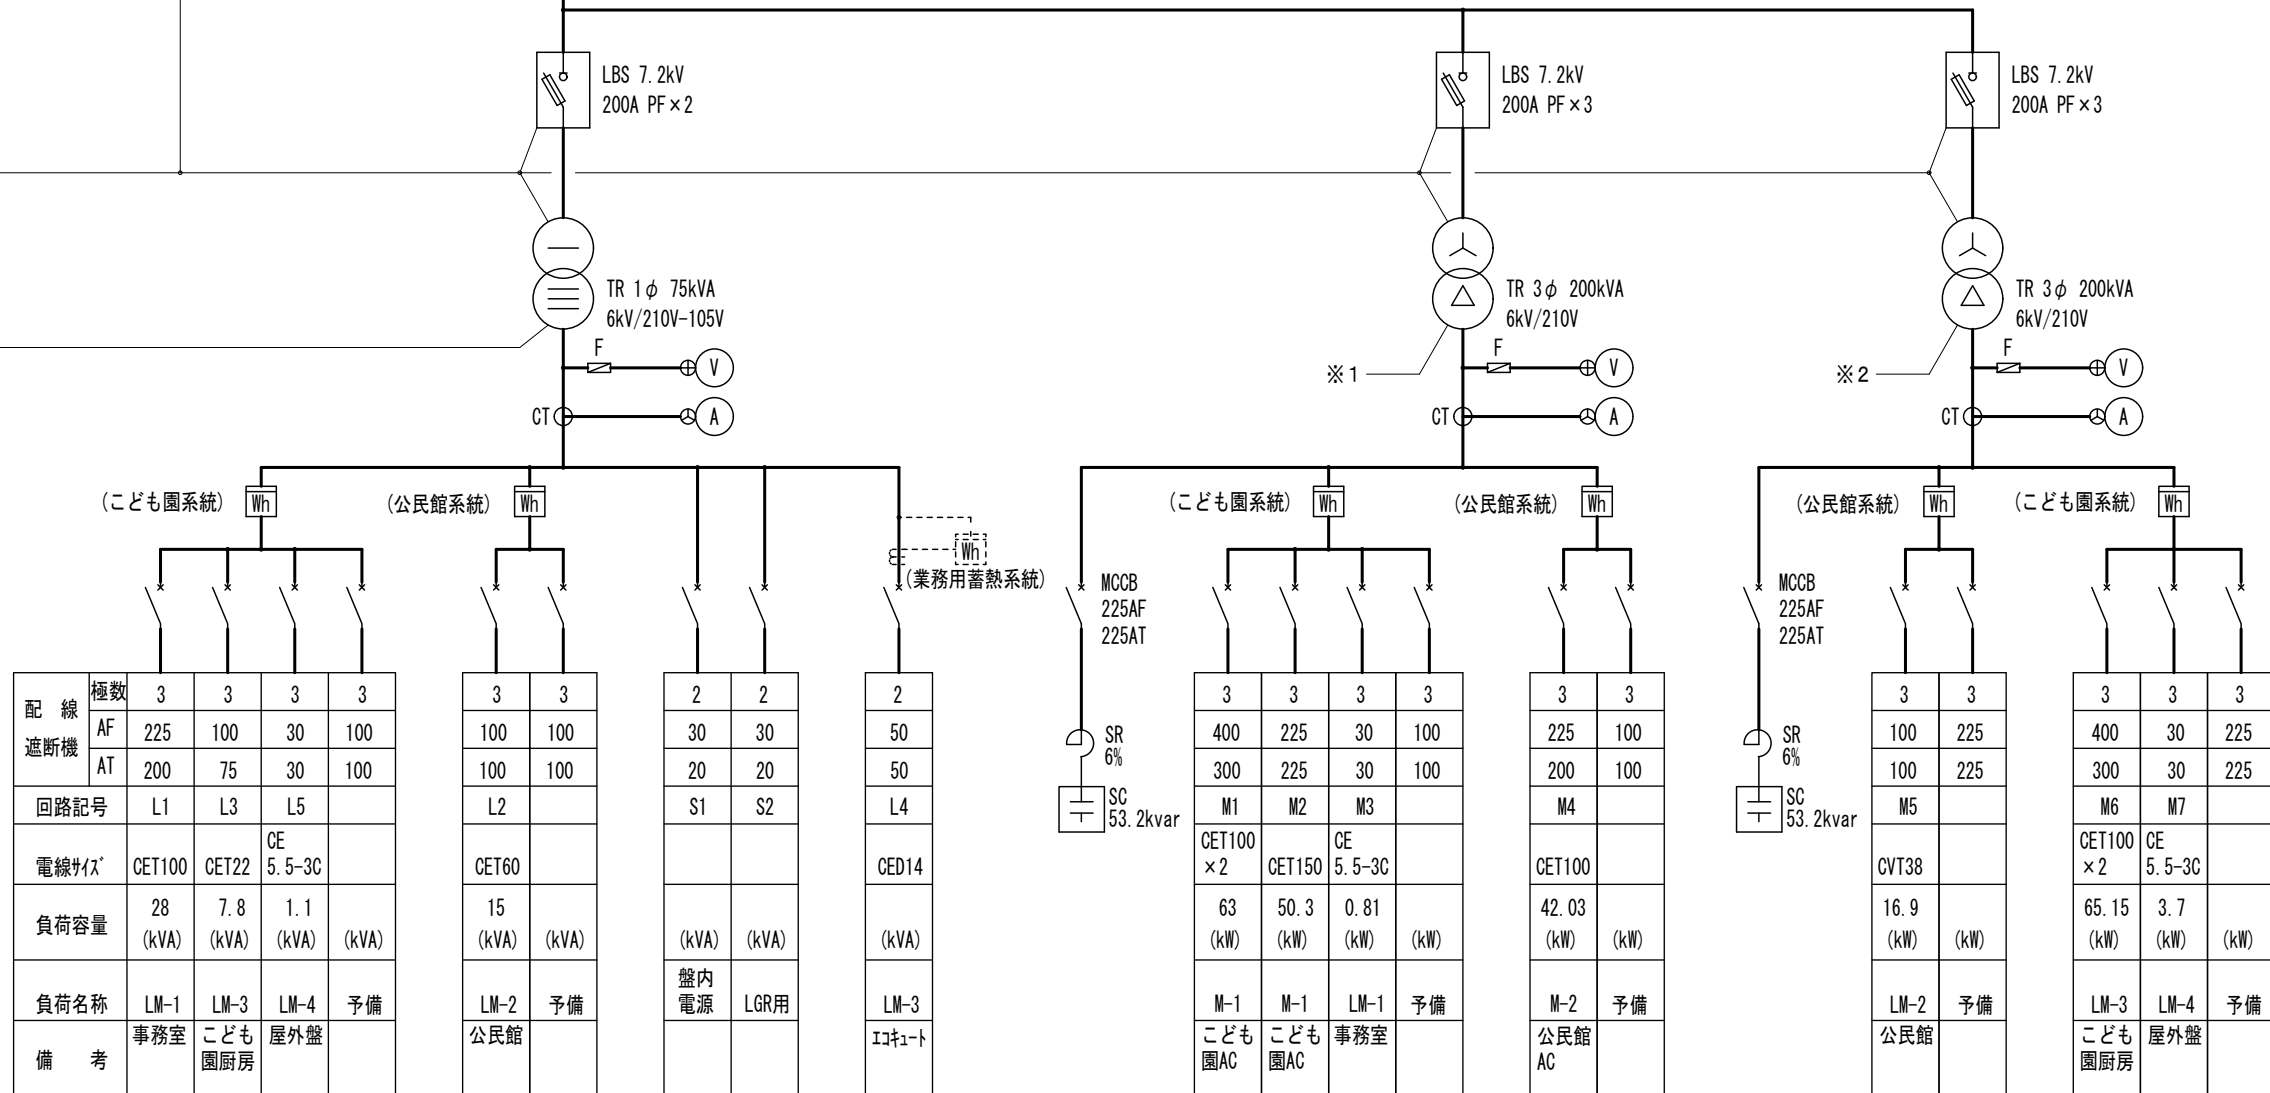 LBS 7.2kV
200A PF×2
LBS 7.2kV
200A PF×3
LBS 7.2kV
200A PF×3
TR 1φ 75kVA
6kV/210V-105V
TR 3φ 200kVA
6kV/210V
TR 3φ 200kVA
6kV/210V
F
V
F
V
F
V
※1
※2
CT
A
CT
A
CT
A
(こども園系統)
Wh
(公民館系統)
Wh
Wh
(業務用蓄熱系統)
(こども園系統)
Wh
(公民館系統)
Wh
(公民館系統)
Wh
(こども園系統)
Wh
MCCB
225AF
225AT
MCCB
225AF
225AT
SR
6%
SC
53.2kvar
SR
6%
SC
53.2kvar
配 線
遮断機
極数 3 3 3 3 3 3 2 2 2 3 3 3 3 3 3 3 3 3 3 3
AF 225 100 30 100 100 100 30 30 50 400 225 30 100 225 100 100 225 400 30 225
AT 200 75 30 100 100 100 20 20 50 300 225 30 100 200 100 100 225 300 30 225
回路記号 L1 L3 L5 L2 S1 S2 L4 M1 M2 M3 M4 M5 M6 M7
電線ｻｲｽﾞ CET100 CET22 CE 5.5-3C CET60 CED14 CET100 ×2 CET150 CE 5.5-3C CET100 CVT38 CET100 ×2 CE 5.5-3C
負荷容量 28 7.8 1.1 15 63 50.3 0.81 42.03 16.9 65.15 3.7
(kVA) (kVA) (kVA) (kVA) (kVA) (kVA) (kVA) (kVA) (kVA) (kW) (kW) (kW) (kW) (kW) (kW) (kW) (kW) (kW) (kW) (kW)
負荷名称 LM-1 LM-3 LM-4 予備 LM-2 予備 盤内電源 LGR用 LM-3 M-1 M-1 LM-1 予備 M-2 予備 LM-2 予備 LM-3 LM-4 予備
備 考 事務室 こども園厨房 屋外盤 公民館 ｴｺｷｭｰﾄ こども園AC こども園AC 事務室 公民館AC 公民館 こども園厨房 屋外盤